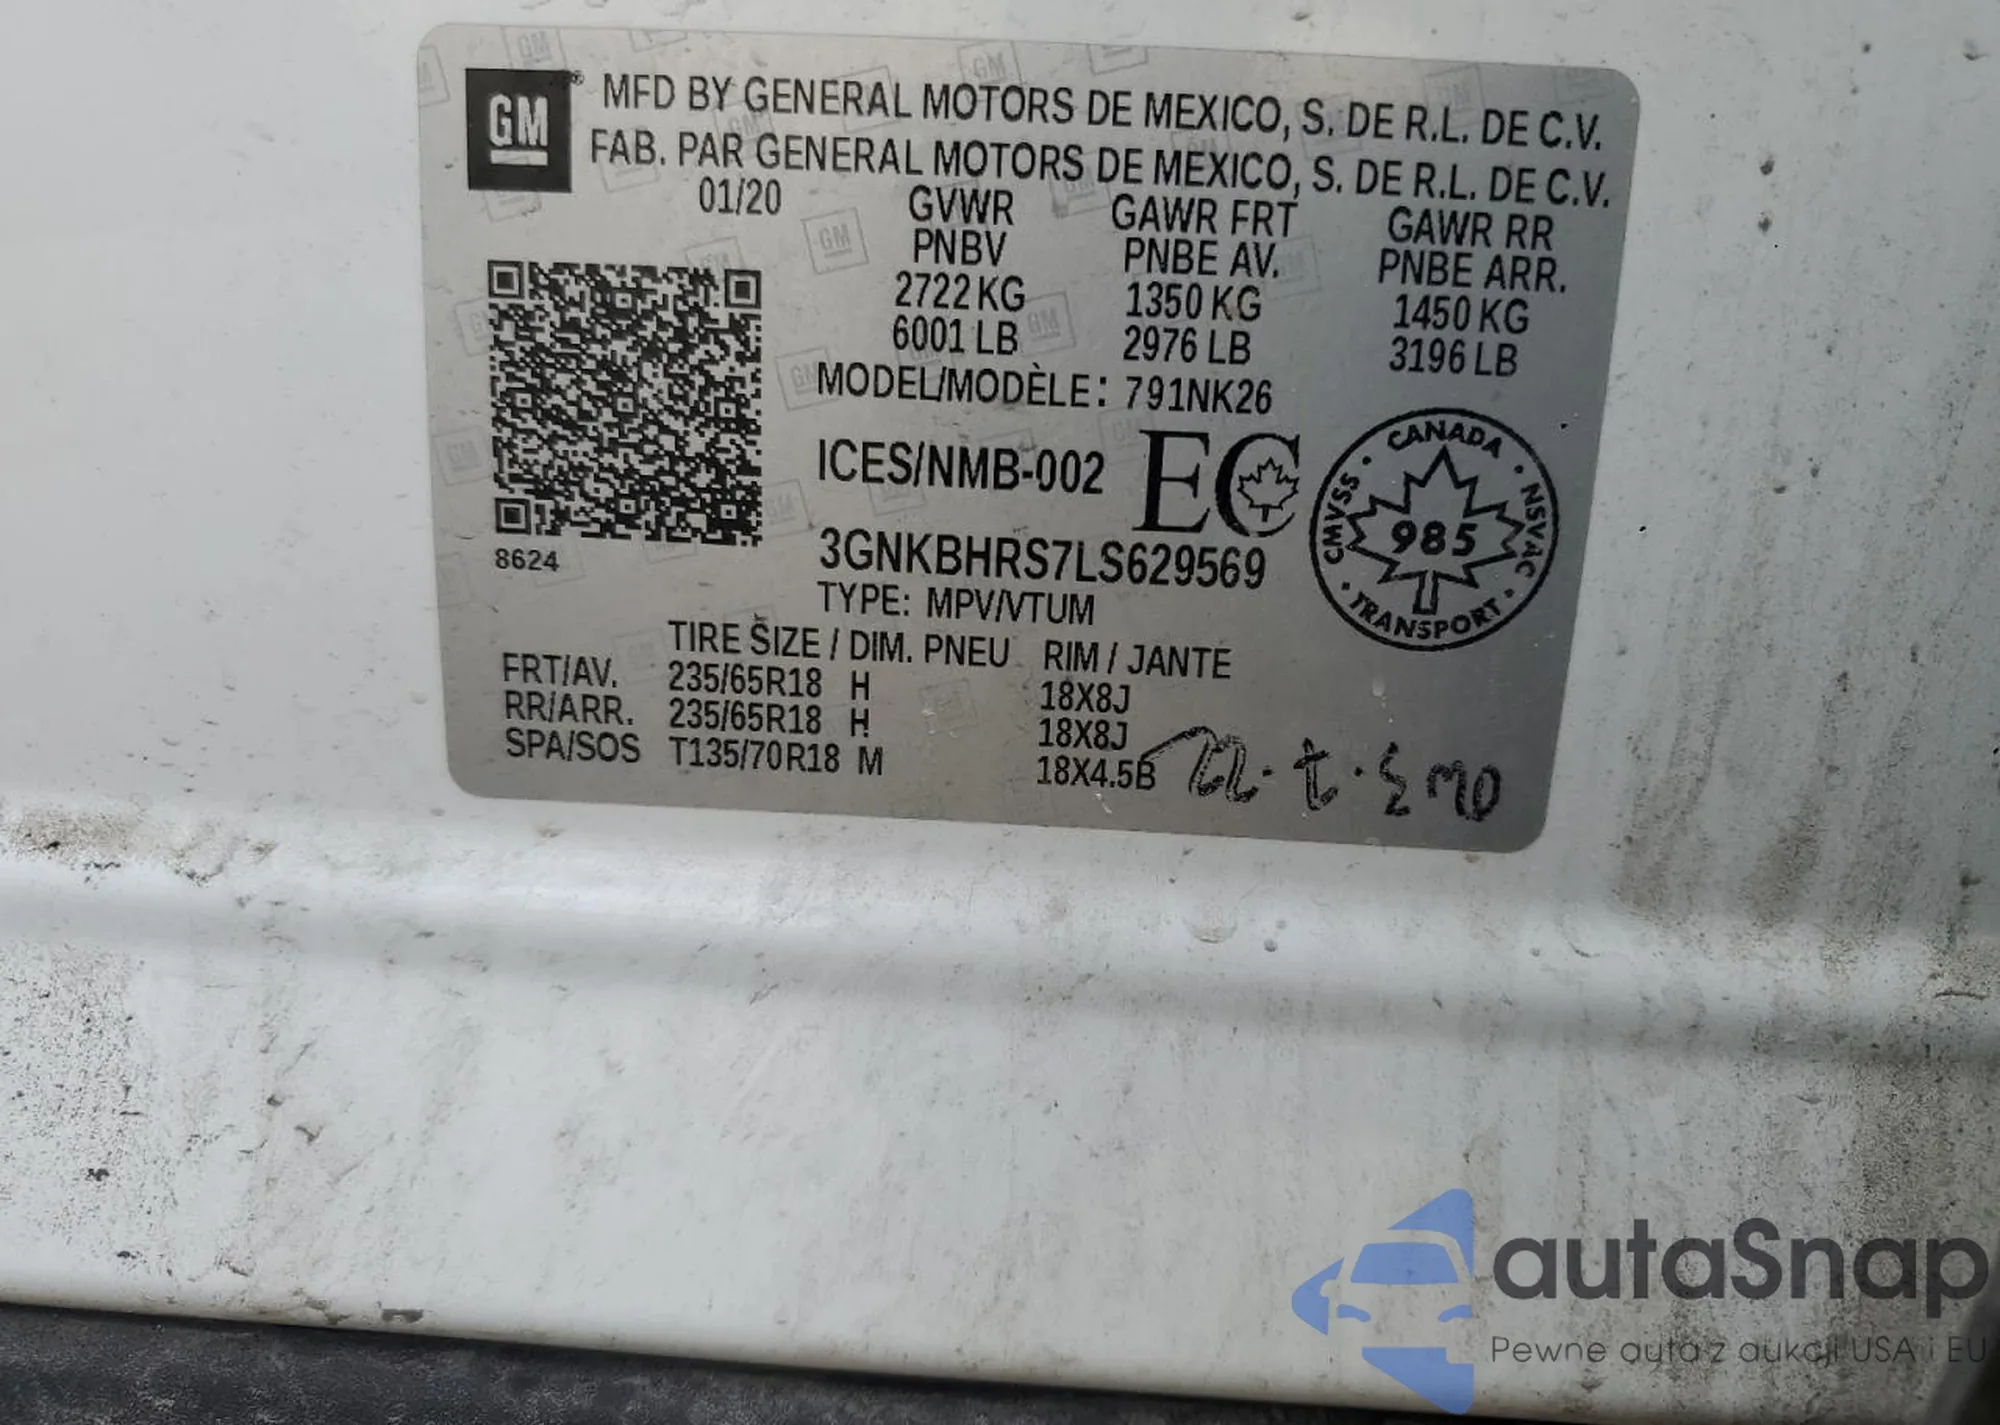 GM ® MFD BY GENERAL MOTORS DE MEXICO, S. DE R.L. DE C.V.
FAB. PAR GENERAL MOTORS DE MEXICO, S. DE R.L. DE C.V.
01/20 GVWR GAWR FRT GAWR RR
PNBV PNBE AV. PNBE ARR.
2722 KG 1350 KG 1450 KG
6001 LB 2976 LB 3196 LB
MODEL/MODÈLE: 791NK26
ICES/NMB-002 EC
CANADA
CMVSS · NSVAC
985
TRANSPORT
8624
3GNKBHRS7LS629569
TYPE: MPV/VTUM
TIRE SIZE / DIM. PNEU RIM / JANTE
FRT/AV. 235/65R18 H 18X8J
RR/ARR. 235/65R18 H 18X8J
SPA/SOS T135/70R18 M 18X4.5B
autaSnap
Pewne auta z aukcji USA i EU